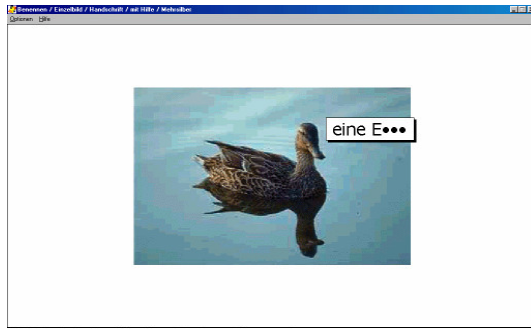 Benennen / Einzelbild / Handschrift / mit Hilfe / Mehrsilber
Optionen Hilfe
eine E●●●